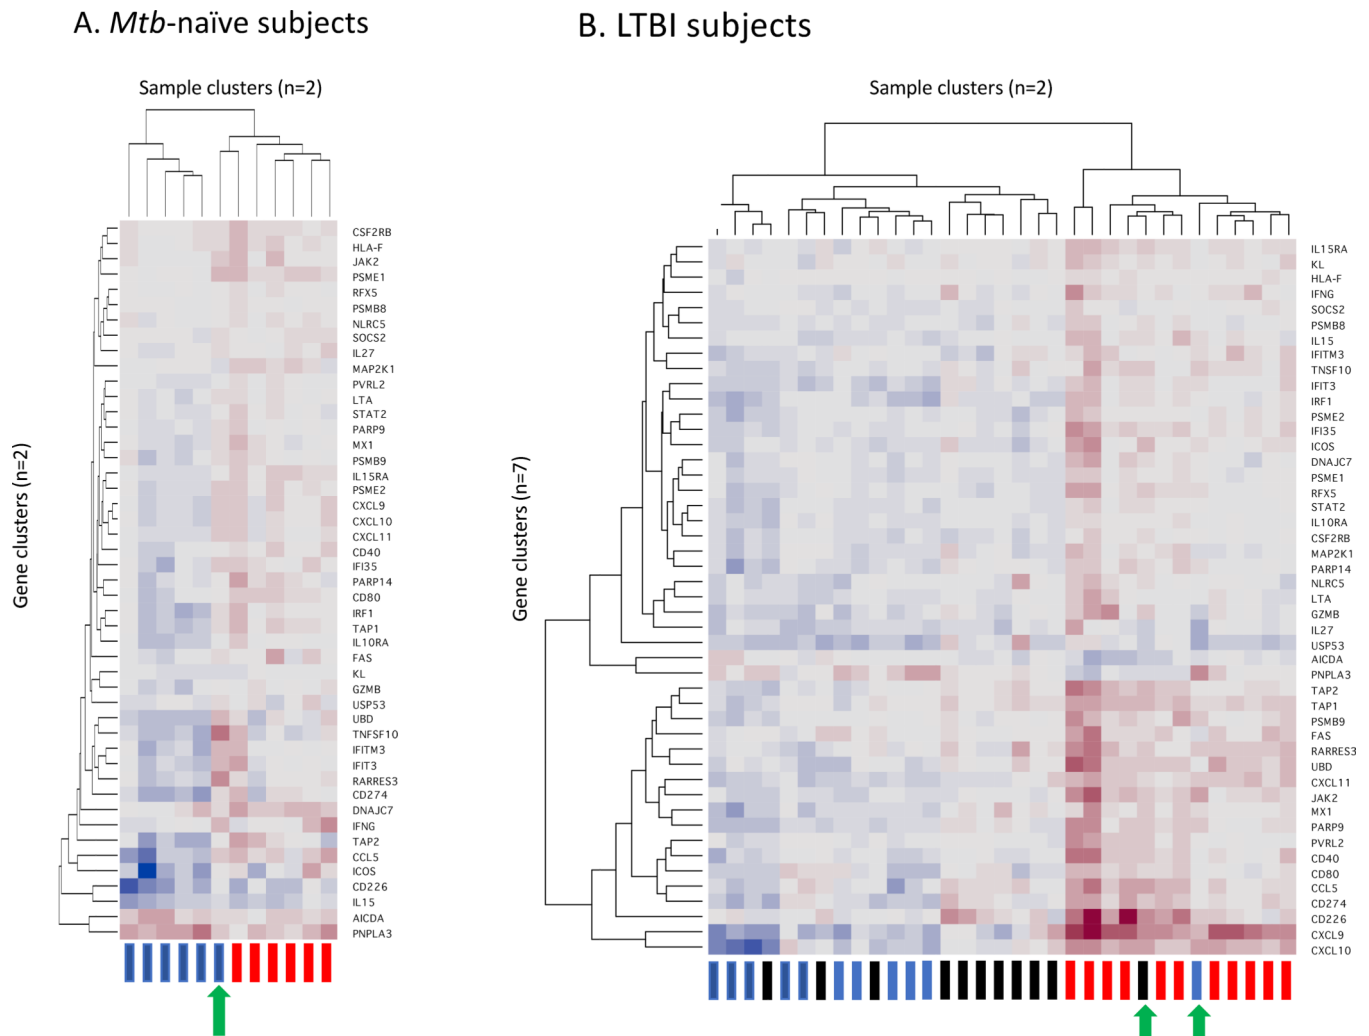 A. Mtb-naïve subjects
B. LTBI subjects
Sample clusters (n=2)
Sample clusters (n=2)
Gene clusters (n=2)
CSF2RB
HLA-F
JAK2
PSME1
RFX5
PSMB8
NLRC5
SOCS2
IL27
MAP2K1
PVRL2
LTA
STAT2
PARP9
MX1
PSMB9
IL15RA
PSME2
CXCL9
CXCL10
CXCL11
CD40
IFI35
PARP14
CD80
IRF1
TAP1
IL10RA
FAS
KL
GZMB
USP53
UBD
TNFSF10
IFITM3
IFIT3
RARRES3
CD274
DNAJC7
IFNG
TAP2
CCL5
ICOS
CD226
IL15
AICDA
PNPLA3
Gene clusters (n=7)
IL15RA
KL
HLA-F
IFNG
SOCS2
PSMB8
IL15
IFITM3
TNSF10
IFIT3
IRF1
PSME2
IFI35
ICOS
DNAJC7
PSME1
RFX5
STAT2
IL10RA
CSF2RB
MAP2K1
PARP14
NLRC5
LTA
GZMB
IL27
USP53
AICDA
PNPLA3
TAP2
TAP1
PSMB9
FAS
RARRES3
UBD
CXCL11
JAK2
MX1
PARP9
PVRL2
CD40
CD80
CCL5
CD274
CD226
CXCL9
CXCL10